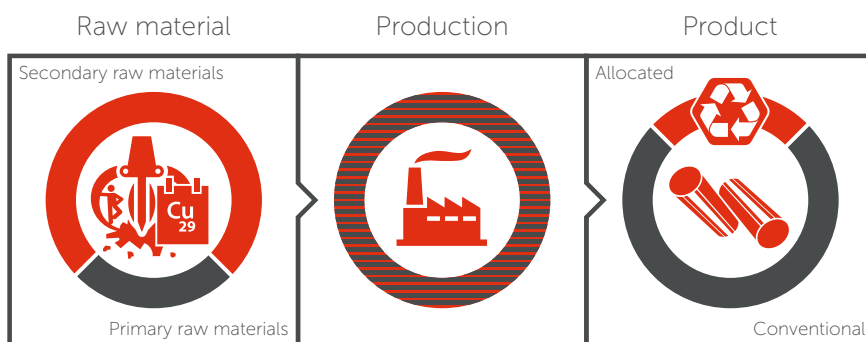 Raw material
Production
Product
Secondary raw materials
Allocated
Cu
29
Primary raw materials
Conventional